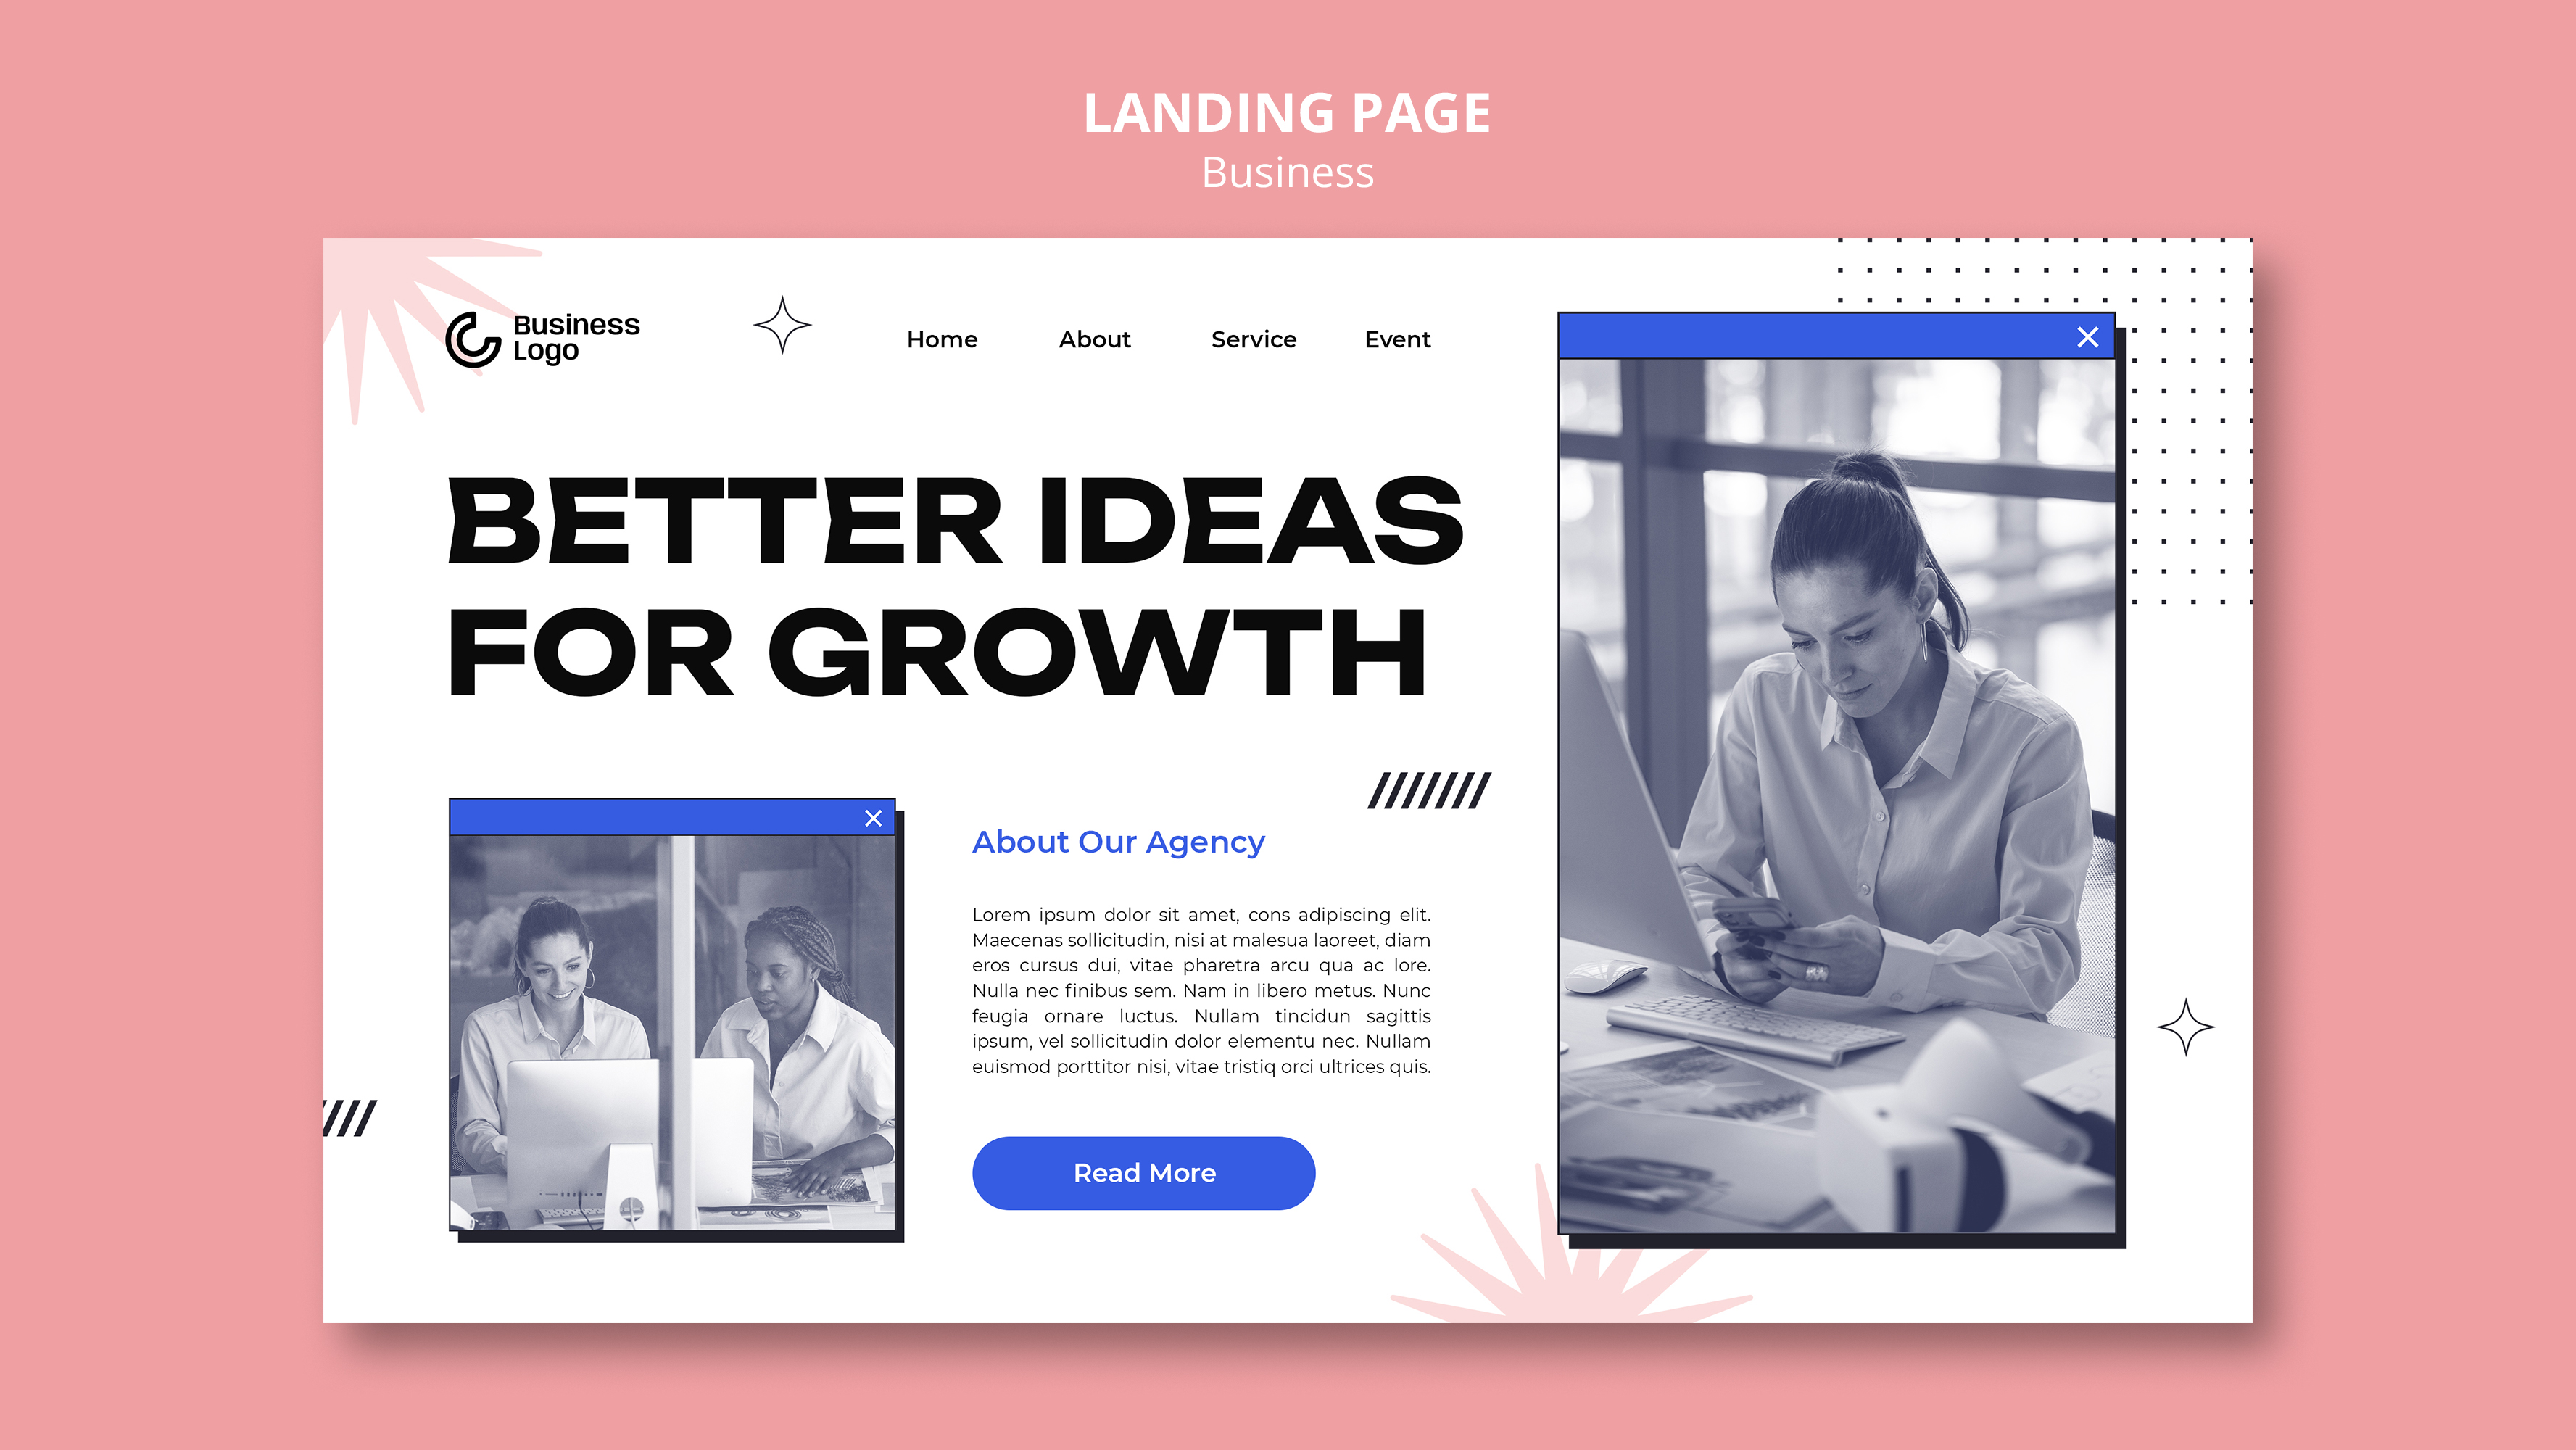 LANDING PAGE
Business
Business
Logo
Home About Service Event
BETTER IDEAS
FOR GROWTH
About Our Agency
Lorem ipsum dolor sit amet, cons adipiscing elit.
Maecenas sollicitudin, nisi at malesua laoreet, diam
eros cursus dui, vitae pharetra arcu qua ac lore.
Nulla nec finibus sem. Nam in libero metus. Nunc
feugia ornare luctus. Nullam tincidun sagittis
ipsum, vel sollicitudin dolor elementu nec. Nullam
euismod porttitor nisi, vitae tristiq orci ultrices quis.
Read More